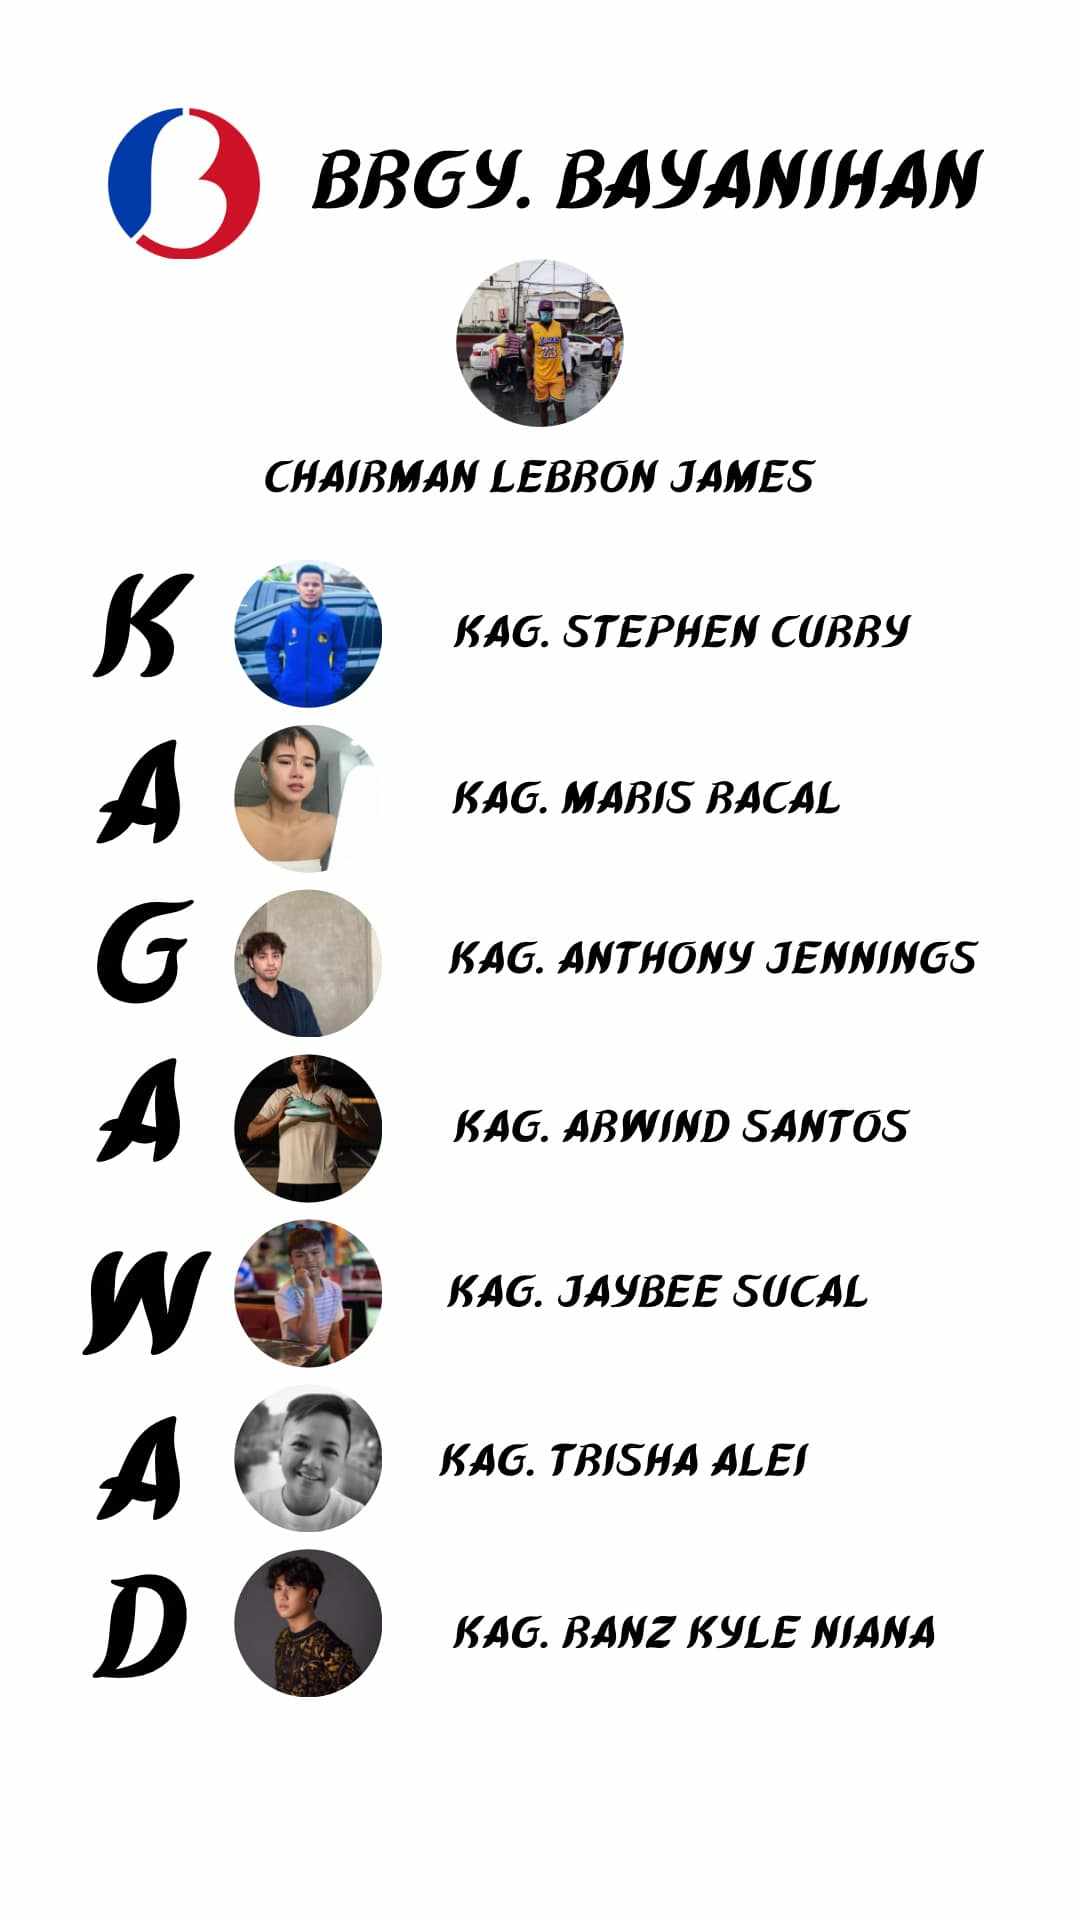 BRGY. BAYANIHAN
CHAIRMAN LEBRON JAMES
K
KAG. STEPHEN CURRY
A
KAG. MARIS RACAL
G
KAG. ANTHONY JENNINGS
A
KAG. ARWIND SANTOS
W
KAG. JAYBEE SUCAL
A
KAG. TRISHA ALEI
D
KAG. RANZ KYLE NIANA